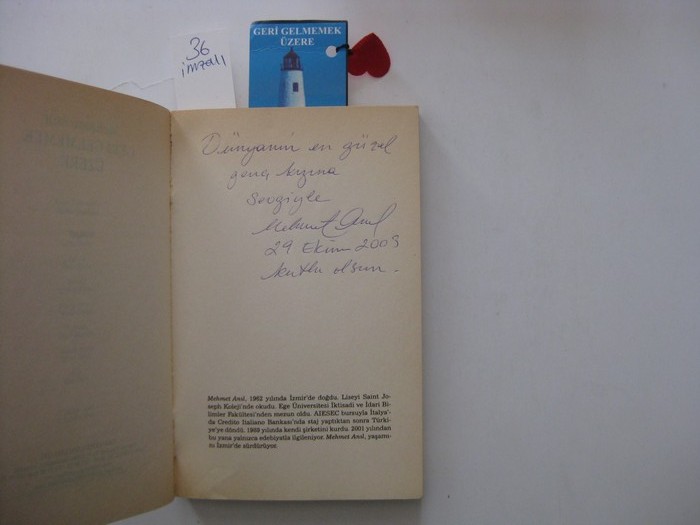 36
imzalı
GERİ GELMEMEK
ÜZERE
Dünyanın en güzel
genç kızına
Sevgiyle
Mehmet Anıl
29 Ekim 2003
kutlu olsun.
Mehmet Anıl, 1962 yılında İzmir'de doğdu. Liseyi Saint Jo-
seph Koleji'nde okudu. Ege Üniversitesi İktisadi ve İdari Bi-
limler Fakültesi'nden mezun oldu. AIESEC bursuyla İtalya'-
da Credito Italiano Bankası'nda staj yaptıktan sonra Türki-
ye'ye döndü. 1988 yılında kendi şirketini kurdu. 2001 yılından
bu yana yalnızca edebiyatla ilgileniyor. Mehmet Anıl, yaşamı-
nı İzmir'de sürdürüyor.